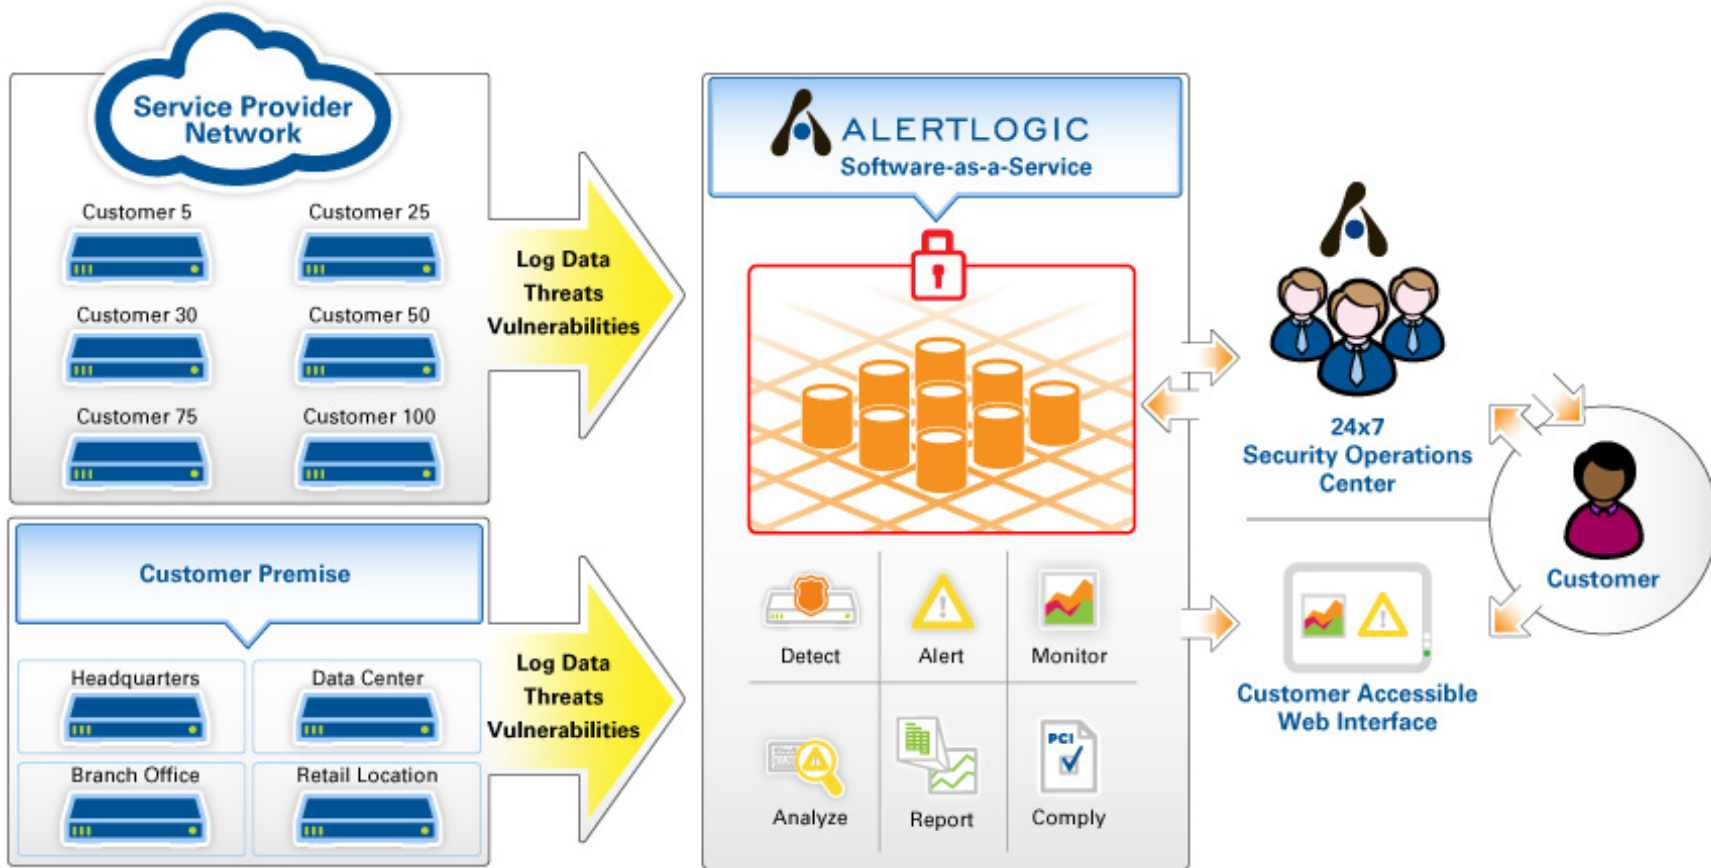 Service Provider
Network
Customer 5
Customer 25
Customer 30
Customer 50
Customer 75
Customer 100
Log Data
Threats
Vulnerabilities
Customer Premise
Headquarters
Data Center
Branch Office
Retail Location
Log Data
Threats
Vulnerabilities
ALERTLOGIC
Software-as-a-Service
Detect
Alert
Monitor
Analyze
Report
PCI
Comply
24x7
Security Operations
Center
Customer
Customer Accessible
Web Interface